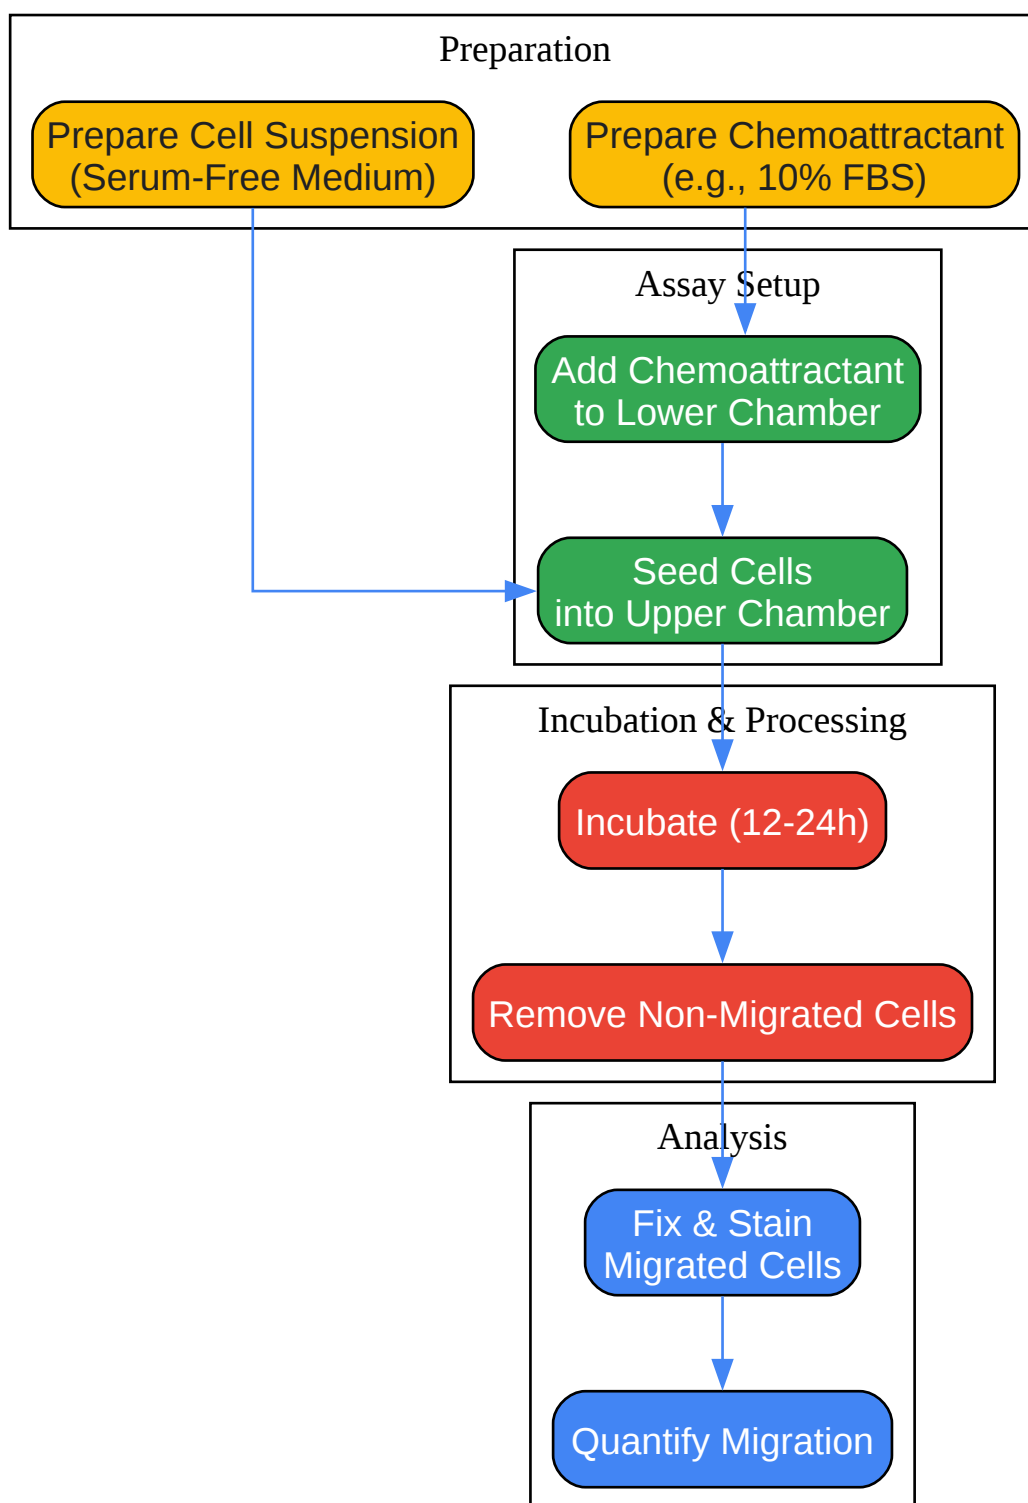 Preparation
Prepare Cell Suspension
(Serum-Free Medium)
Prepare Chemoattractant
(e.g., 10% FBS)
Assay Setup
Add Chemoattractant
to Lower Chamber
Seed Cells
into Upper Chamber
Incubation & Processing
Incubate (12-24h)
Remove Non-Migrated Cells
Analysis
Fix & Stain
Migrated Cells
Quantify Migration